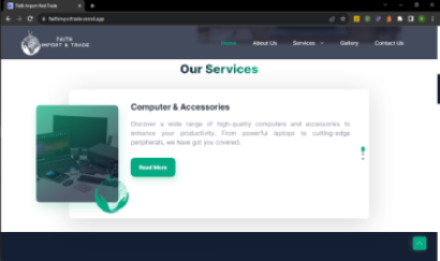 Faith Import And Trade
faithimportrade.vercel.app
FAITH
IMPORT & TRADE
Home
About Us
Services
Gallery
Contact Us
Our Services
Computer & Accessories
Discover a wide range of high-quality computers and accessories to
enhance your productivity. From powerful laptops to cutting-edge
peripherals, we have got you covered.
Read More